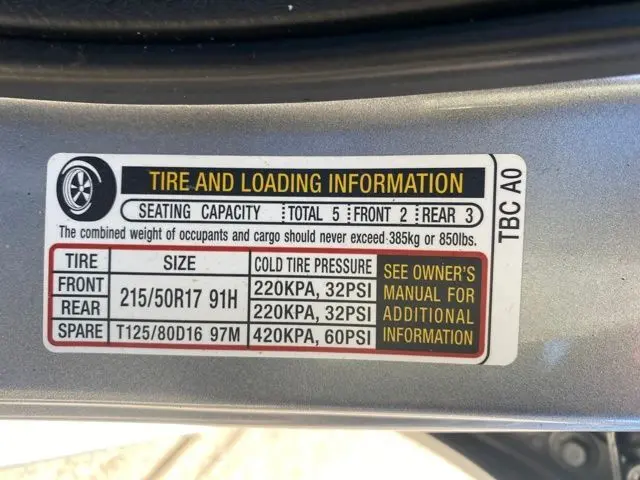 TIRE AND LOADING INFORMATION
SEATING CAPACITY TOTAL 5 FRONT 2 REAR 3
The combined weight of occupants and cargo should never exceed 385kg or 850lbs.
TIRE SIZE COLD TIRE PRESSURE
FRONT 215/50R17 91H 220KPA, 32PSI
REAR 220KPA, 32PSI
SPARE T125/80D16 97M 420KPA, 60PSI
SEE OWNER'S
MANUAL FOR
ADDITIONAL
INFORMATION
TBC A0